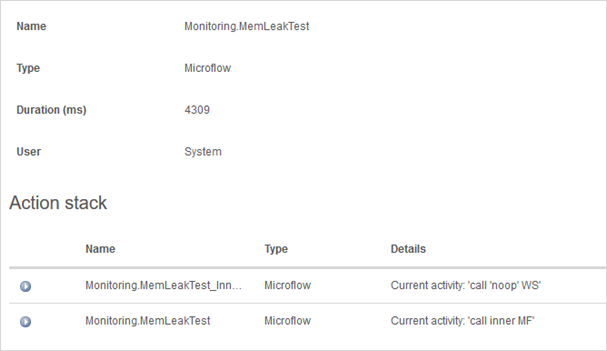 Name Monitoring.MemLeakTest
Type Microflow
Duration (ms) 4309
User System
Action stack
Name Type Details
Monitoring.MemLeakTest_Inn... Microflow Current activity: 'call 'noop' WS'
Monitoring.MemLeakTest Microflow Current activity: 'call inner MF'